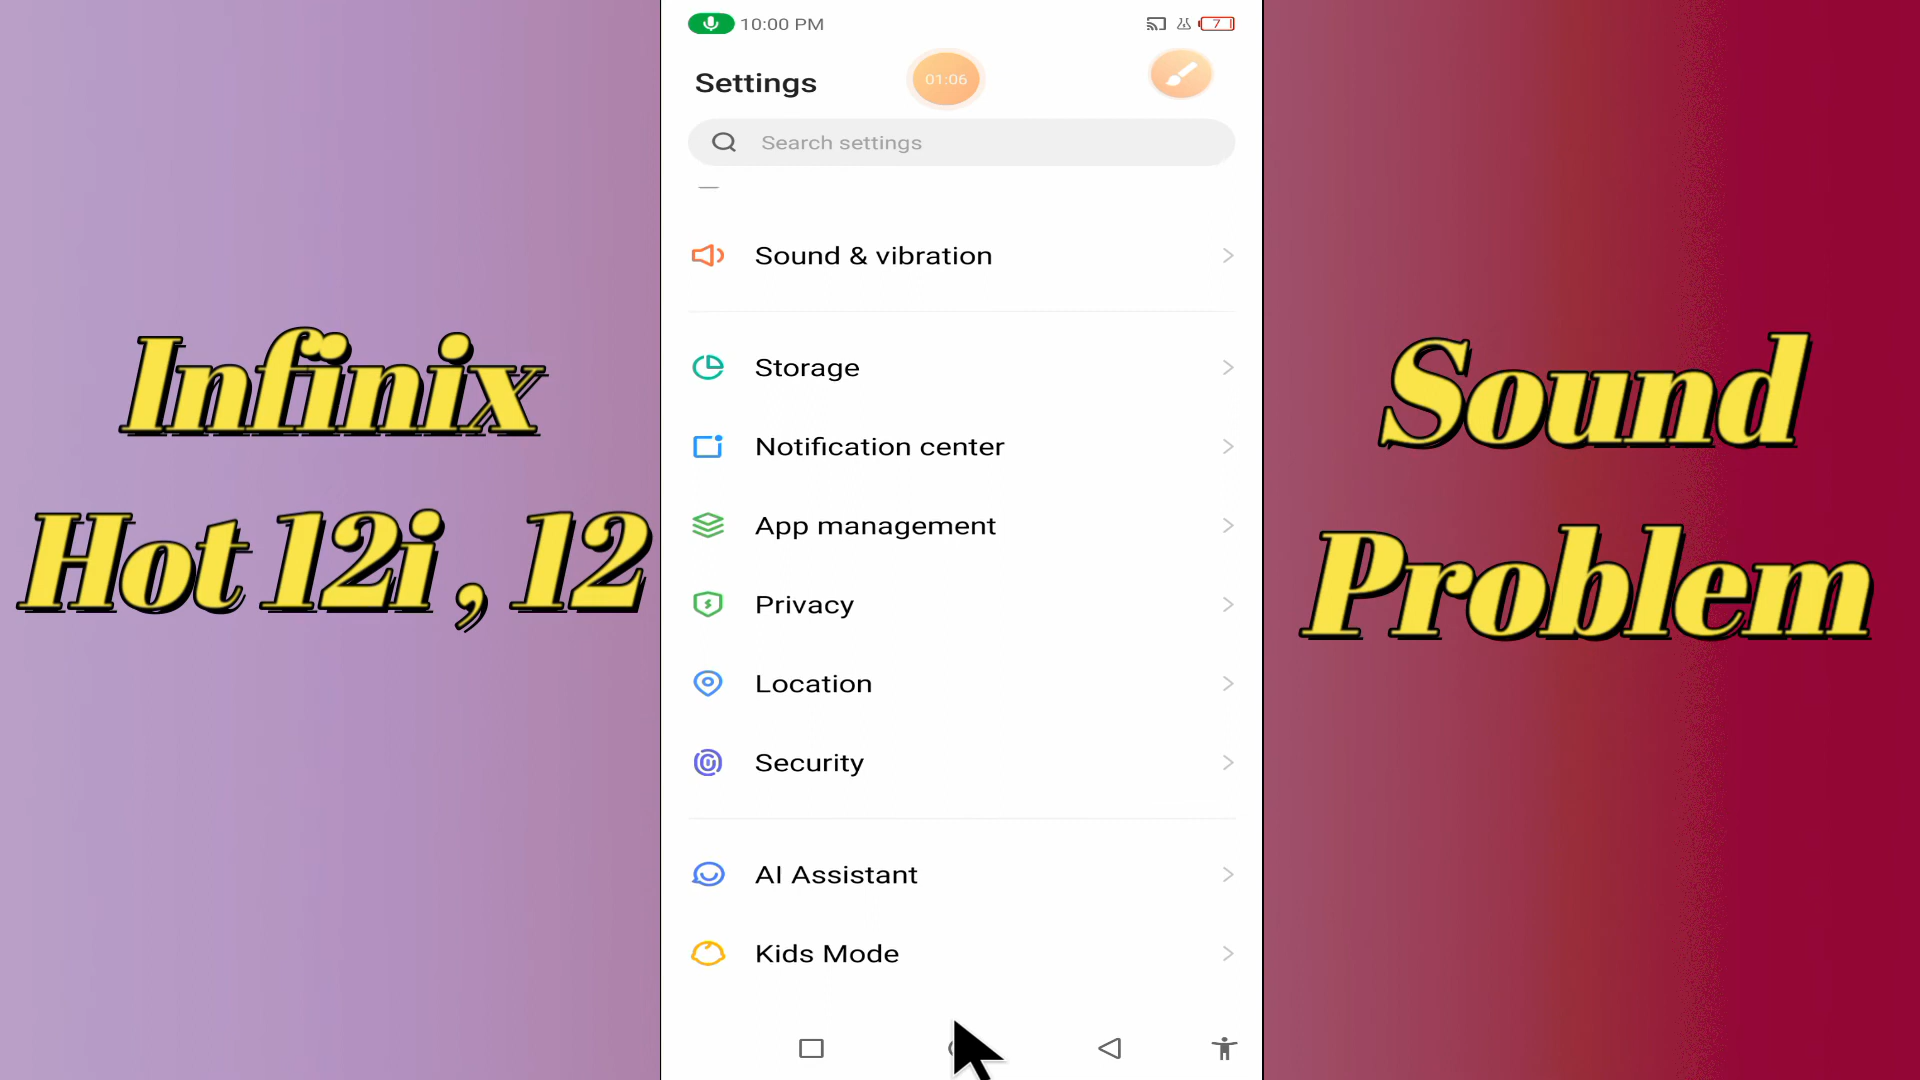 10:00 PM
7
Settings
01:06
Search settings
Sound & vibration
Storage
Notification center
App management
Privacy
Location
Security
AI Assistant
Kids Mode
Infinix
Hot 12i , 12
Sound
Problem